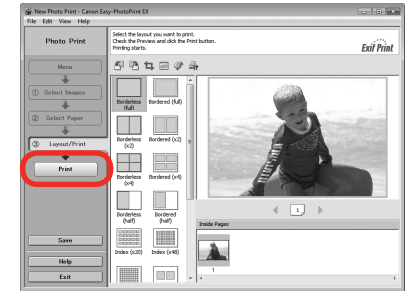 New Photo Print - Canon Easy-PhotoPrint EX
File Edit View Help
Photo Print
Select the layout you want to print.
Check the Preview and click the Print button.
Printing starts.
Exif Print
Menu
① Select Images
② Select Paper
③ Layout/Print
Print
Save
Help
Exit
Borderless (full)
Bordered (full)
Borderless (x2)
Bordered (x2)
Borderless (x4)
Bordered (x4)
Borderless (half)
Bordered (half)
Index (x20)
Index (x48)
1
Inside Pages
1